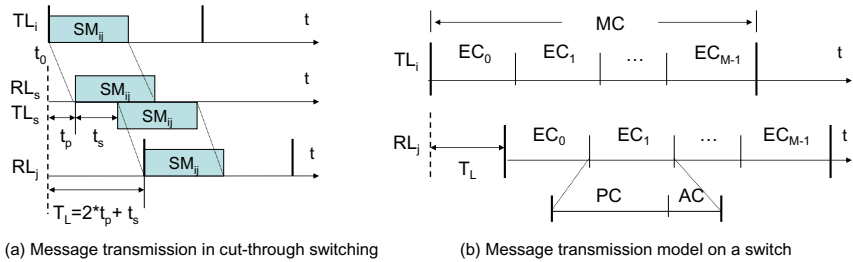 TL_i
SM_ij
t
t_0
RL_s
SM_ij
t
TL_s
SM_ij
t_p
t_s
RL_j
SM_ij
t
T_L=2*t_p+ t_s
(a) Message transmission in cut-through switching
MC
TL_i
EC_0
EC_1
...
EC_M-1
t
RL_j
T_L
EC_0
EC_1
...
EC_M-1
t
PC
AC
(b) Message transmission model on a switch